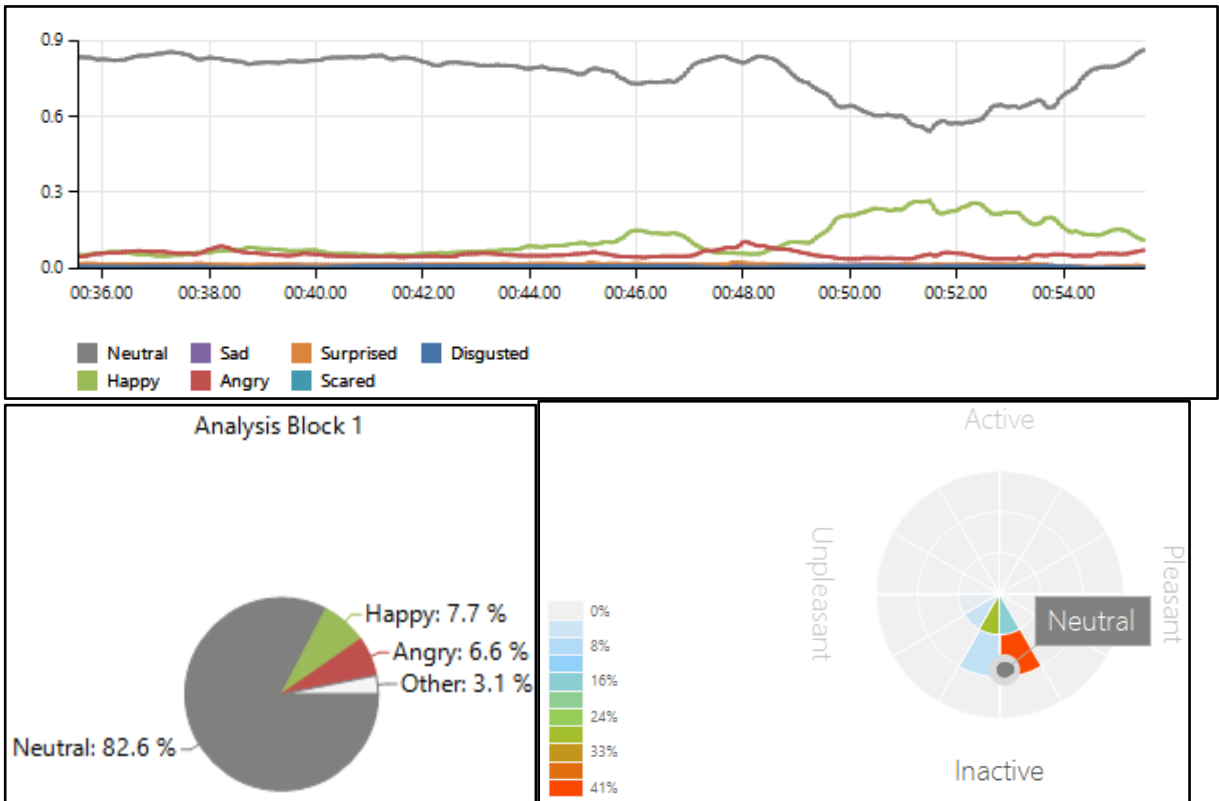 0.9
0.6
0.3
0.0
00:36.00 00:38.00 00:40.00 00:42.00 00:44.00 00:46.00 00:48.00 00:50.00 00:52.00 00:54.00
Neutral Sad Surprised Disgusted
Happy Angry Scared
Analysis Block 1
Happy: 7.7 %
Angry: 6.6 %
Other: 3.1 %
Neutral: 82.6 %
Active
Unpleasant
Pleasant
Neutral
Inactive
0%
8%
16%
24%
33%
41%